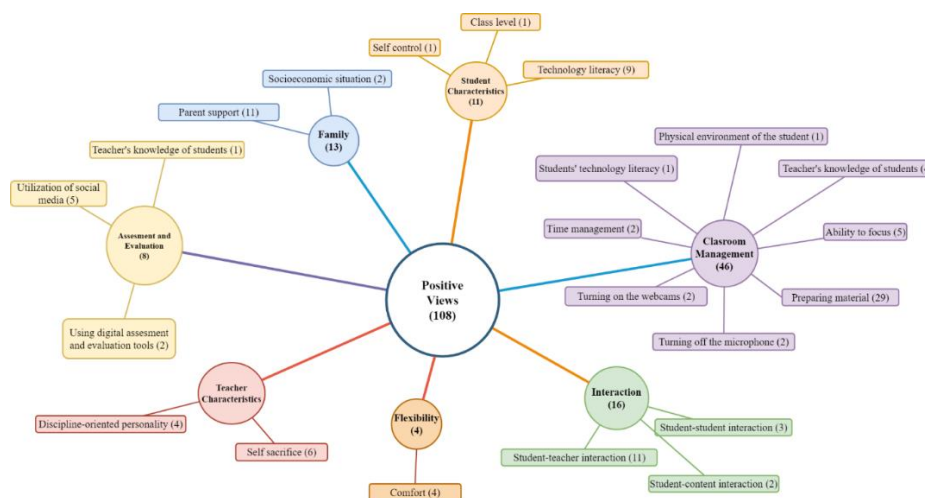 Class level (1)
Self control (1)
Technology literacy (9)
Student
Characteristics
(11)
Socioeconomic situation (2)
Parent support (11)
Family
(13)
Teacher's knowledge of students (1)
Utilization of social
media (5)
Assesment and
Evaluation
(8)
Using digital assesment
and evaluation tools (2)
Physical environment of the student (1)
Students' technology literacy (1)
Teacher's knowledge of students (
Time management (2)
Ability to focus (5)
Clasroom
Management
(46)
Turning on the webcams (2)
Preparing material (29)
Turning off the microphone (2)
Positive
Views
(108)
Teacher
Characteristics
Discipline-oriented personality (4)
Self sacrifice (6)
Flexibility
(4)
Comfort (4)
Interaction
(16)
Student-student interaction (3)
Student-teacher interaction (11)
Student-content interaction (2)